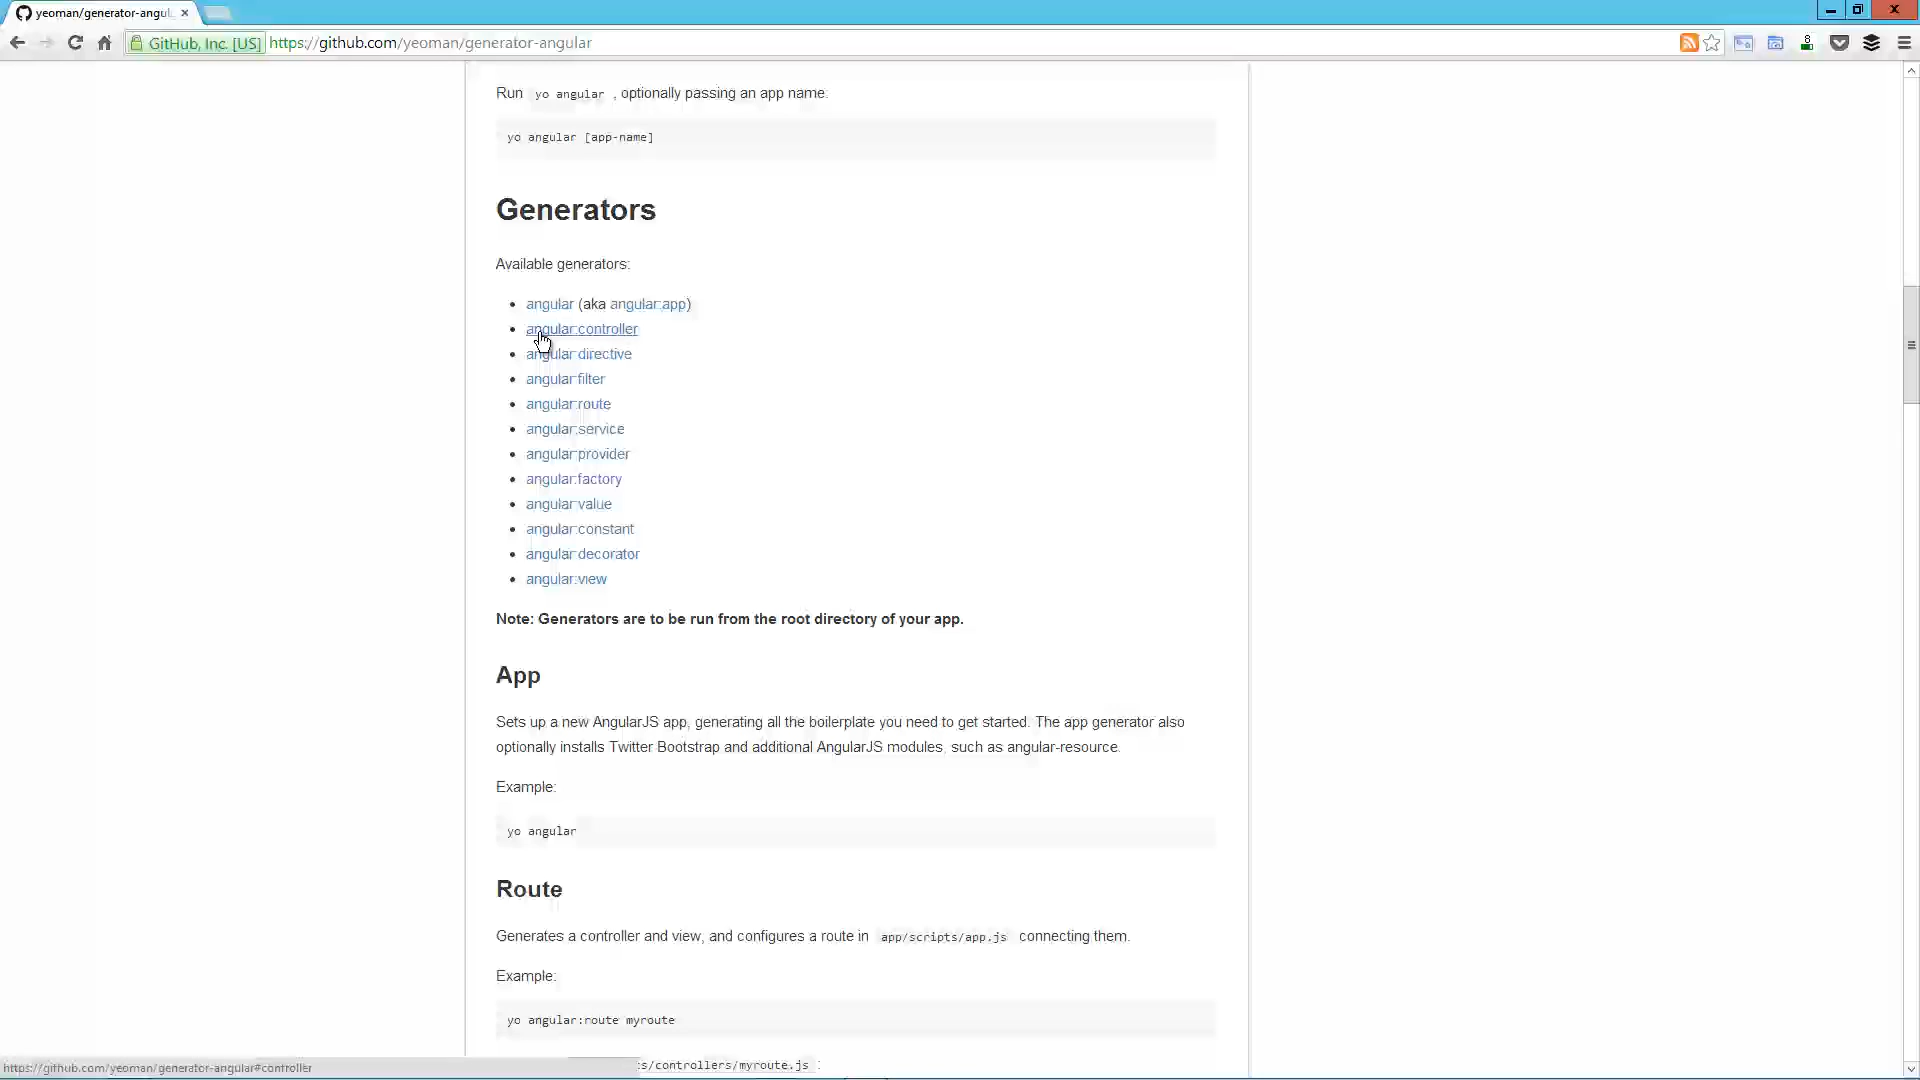 yeoman/generator-angul
GitHub, Inc. [US] https://github.com/yeoman/generator-angular
8
Run yo angular , optionally passing an app name:
yo angular [app-name]
Generators
Available generators:
angular (aka angular:app)
angular:controller
angular:directive
angular:filter
angular:route
angular:service
angular:provider
angular:factory
angular:value
angular:constant
angular:decorator
angular:view
Note: Generators are to be run from the root directory of your app.
App
Sets up a new AngularJS app, generating all the boilerplate you need to get started. The app generator also
optionally installs Twitter Bootstrap and additional AngularJS modules, such as angular-resource.
Example:
yo angular
Route
Generates a controller and view, and configures a route in app/scripts/app.js connecting them.
Example:
yo angular:route myroute
s/controllers/myroute.js :
https://github.com/yeoman/generator-angular#controller